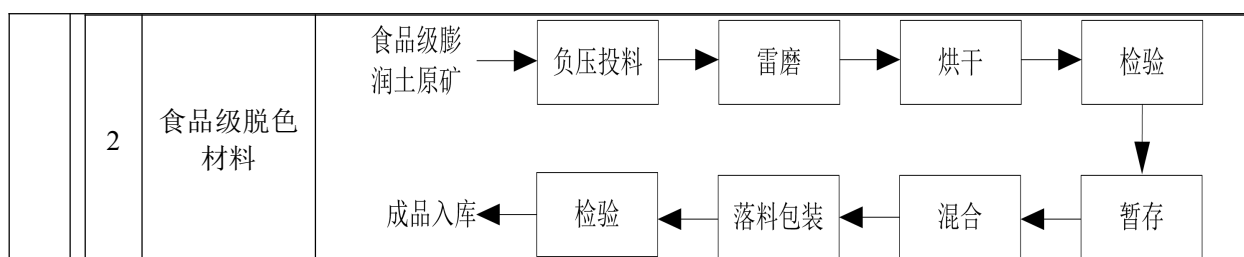 2
食品级脱色
材料
食品级膨
润土原矿
负压投料
雷磨
烘干
检验
暂存
混合
落料包装
检验
成品入库